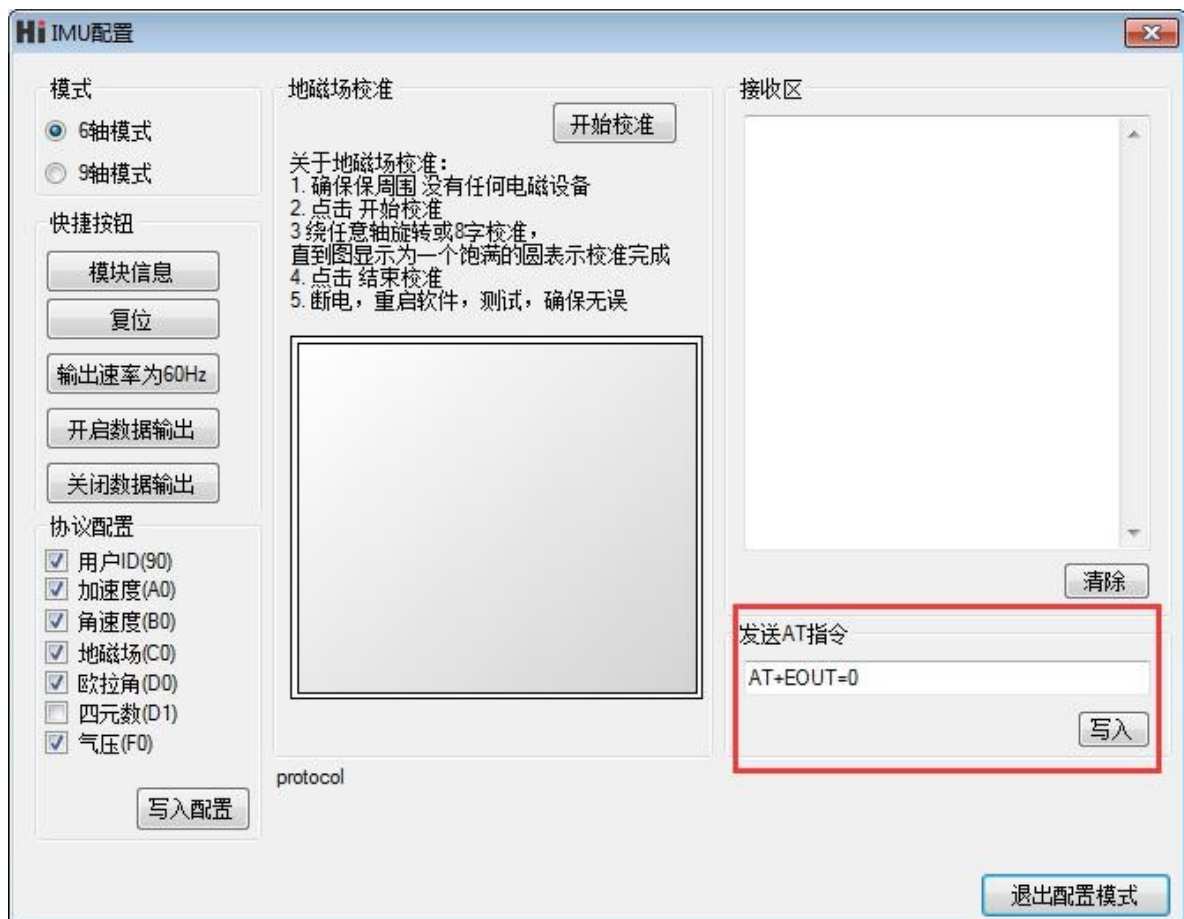 Hi IMU配置
模式
6轴模式
9轴模式
快捷按钮
模块信息
复位
输出速率为60Hz
开启数据输出
关闭数据输出
协议配置
用户ID(90)
加速度(A0)
角速度(B0)
地磁场(C0)
欧拉角(D0)
四元数(D1)
气压(F0)
写入配置
地磁场校准
开始校准
关于地磁场校准：
1. 确保保周围 没有任何电磁设备
2. 点击 开始校准
3 绕任意轴旋转或8字校准，
直到图显示为一个饱满的圆表示校准完成
4. 点击 结束校准
5. 断电，重启软件，测试，确保无误
protocol
接收区
清除
发送AT指令
AT+EOUT=0
写入
退出配置模式